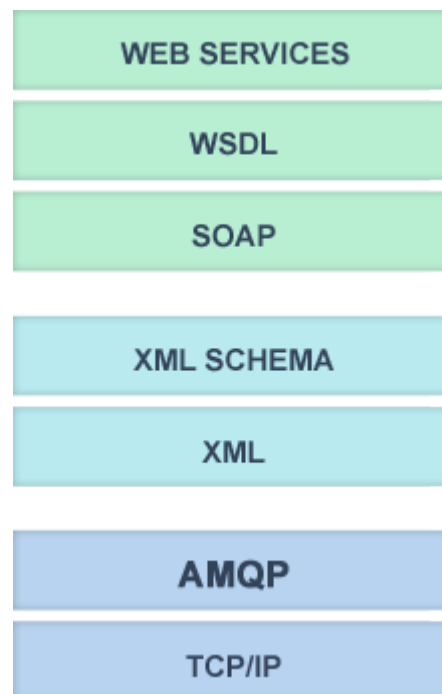 WEB SERVICES
WSDL
SOAP
XML SCHEMA
XML
AMQP
TCP/IP